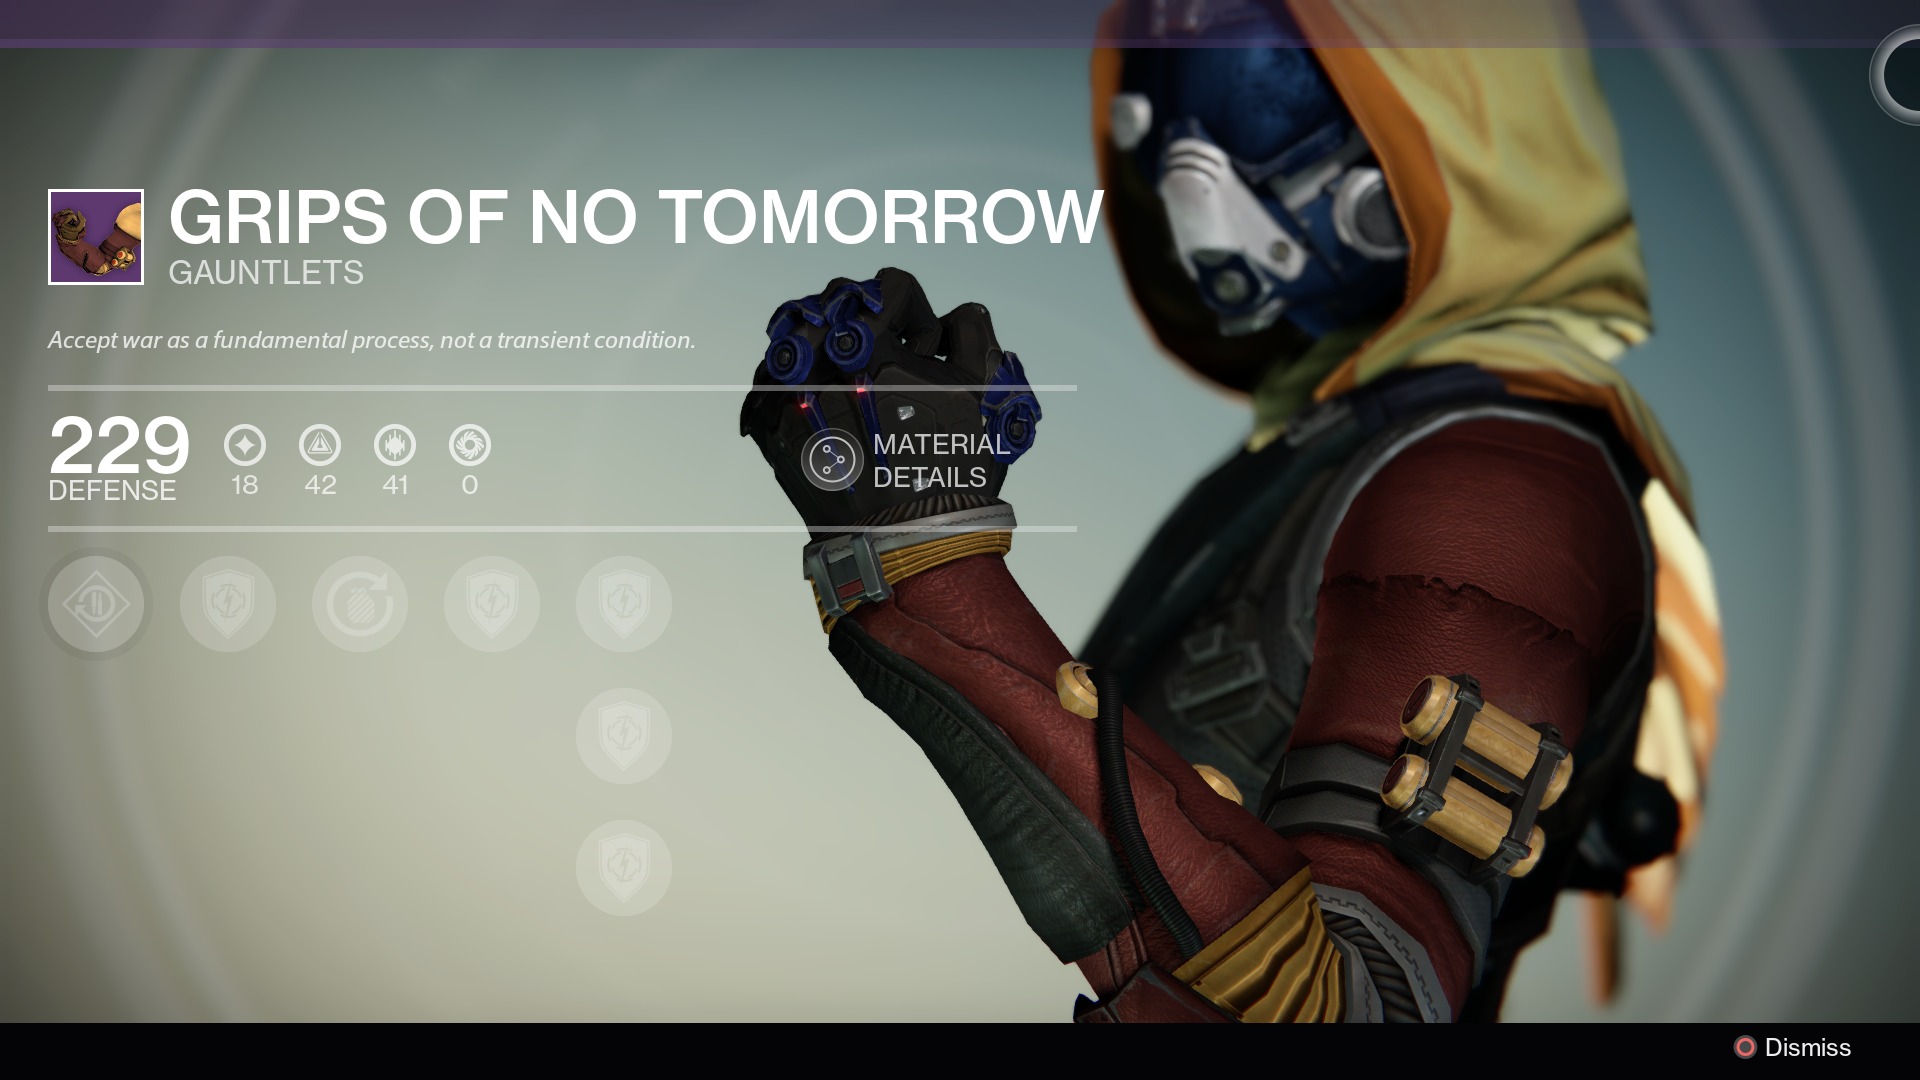 GRIPS OF NO TOMORROW
GAUNTLETS
Accept war as a fundamental process, not a transient condition.
229
DEFENSE
18 42 41 0
MATERIAL
DETAILS
Dismiss